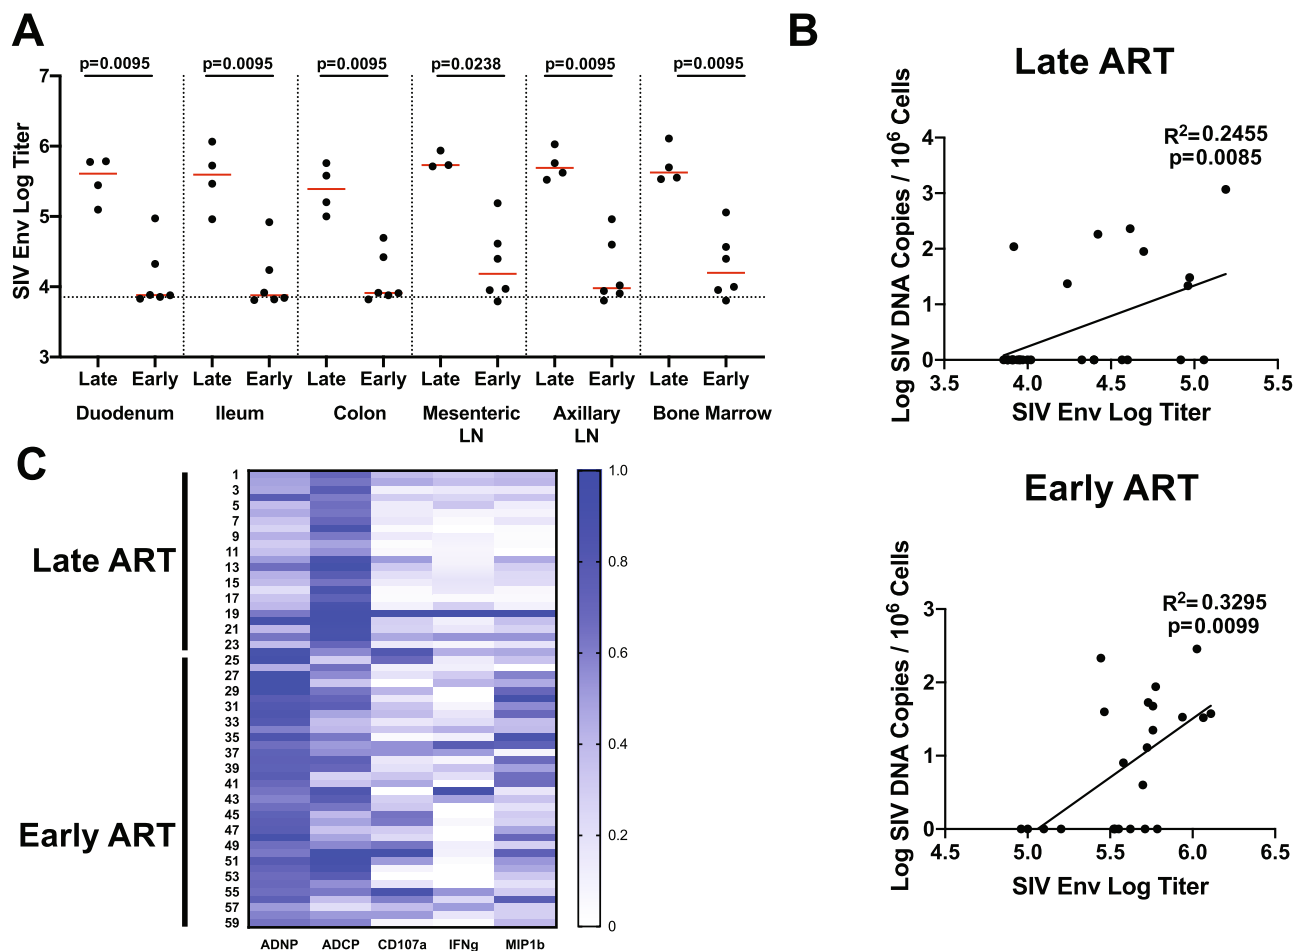 A
p=0.0095 p=0.0095 p=0.0095 p=0.0238 p=0.0095 p=0.0095
SIV Env Log Titer
7
6
5
4
3
Late Early Late Early Late Early Late Early Late Early Late Early
Duodenum Ileum Colon Mesenteric LN Axillary LN Bone Marrow
B
Late ART
R²=0.2455
p=0.0085
Log SIV DNA Copies / 10⁶ Cells
4
3
2
1
0
3.5 4.0 4.5 5.0 5.5
SIV Env Log Titer
Early ART
R²=0.3295
p=0.0099
Log SIV DNA Copies / 10⁶ Cells
3
2
1
0
4.5 5.0 5.5 6.0 6.5
SIV Env Log Titer
C
Late ART
Early ART
1
3
5
7
9
11
13
15
17
19
21
23
25
27
29
31
33
35
37
39
41
43
45
47
49
51
53
55
57
59
ADNP ADCP CD107a IFNg MIP1b
1.0
0.8
0.6
0.4
0.2
0